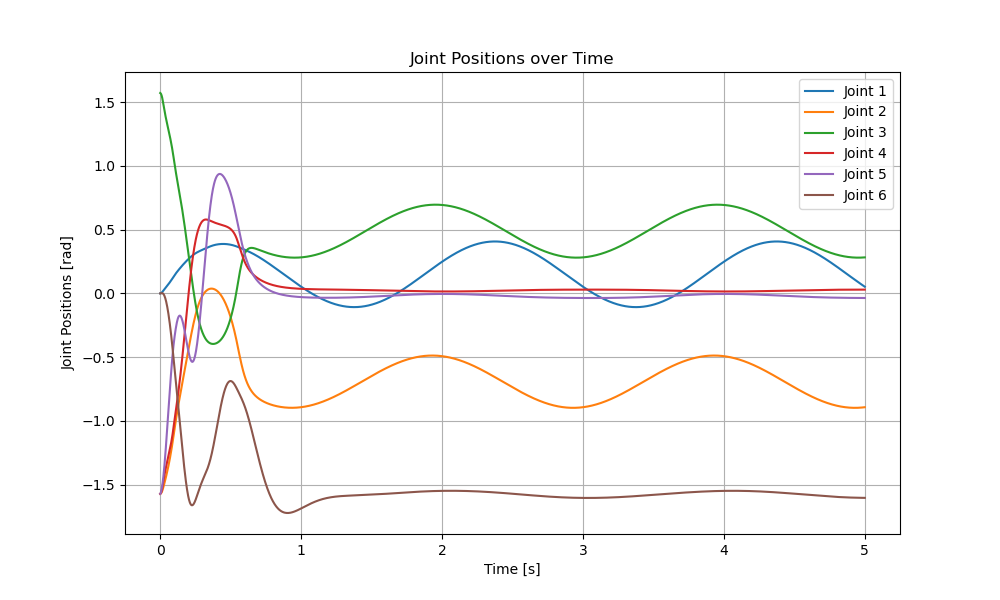 Joint Positions over Time
Joint 1
Joint 2
Joint 3
Joint 4
Joint 5
Joint 6
Joint Positions [rad]
1.5
1.0
0.5
0.0
−0.5
−1.0
−1.5
0 1 2 3 4 5
Time [s]